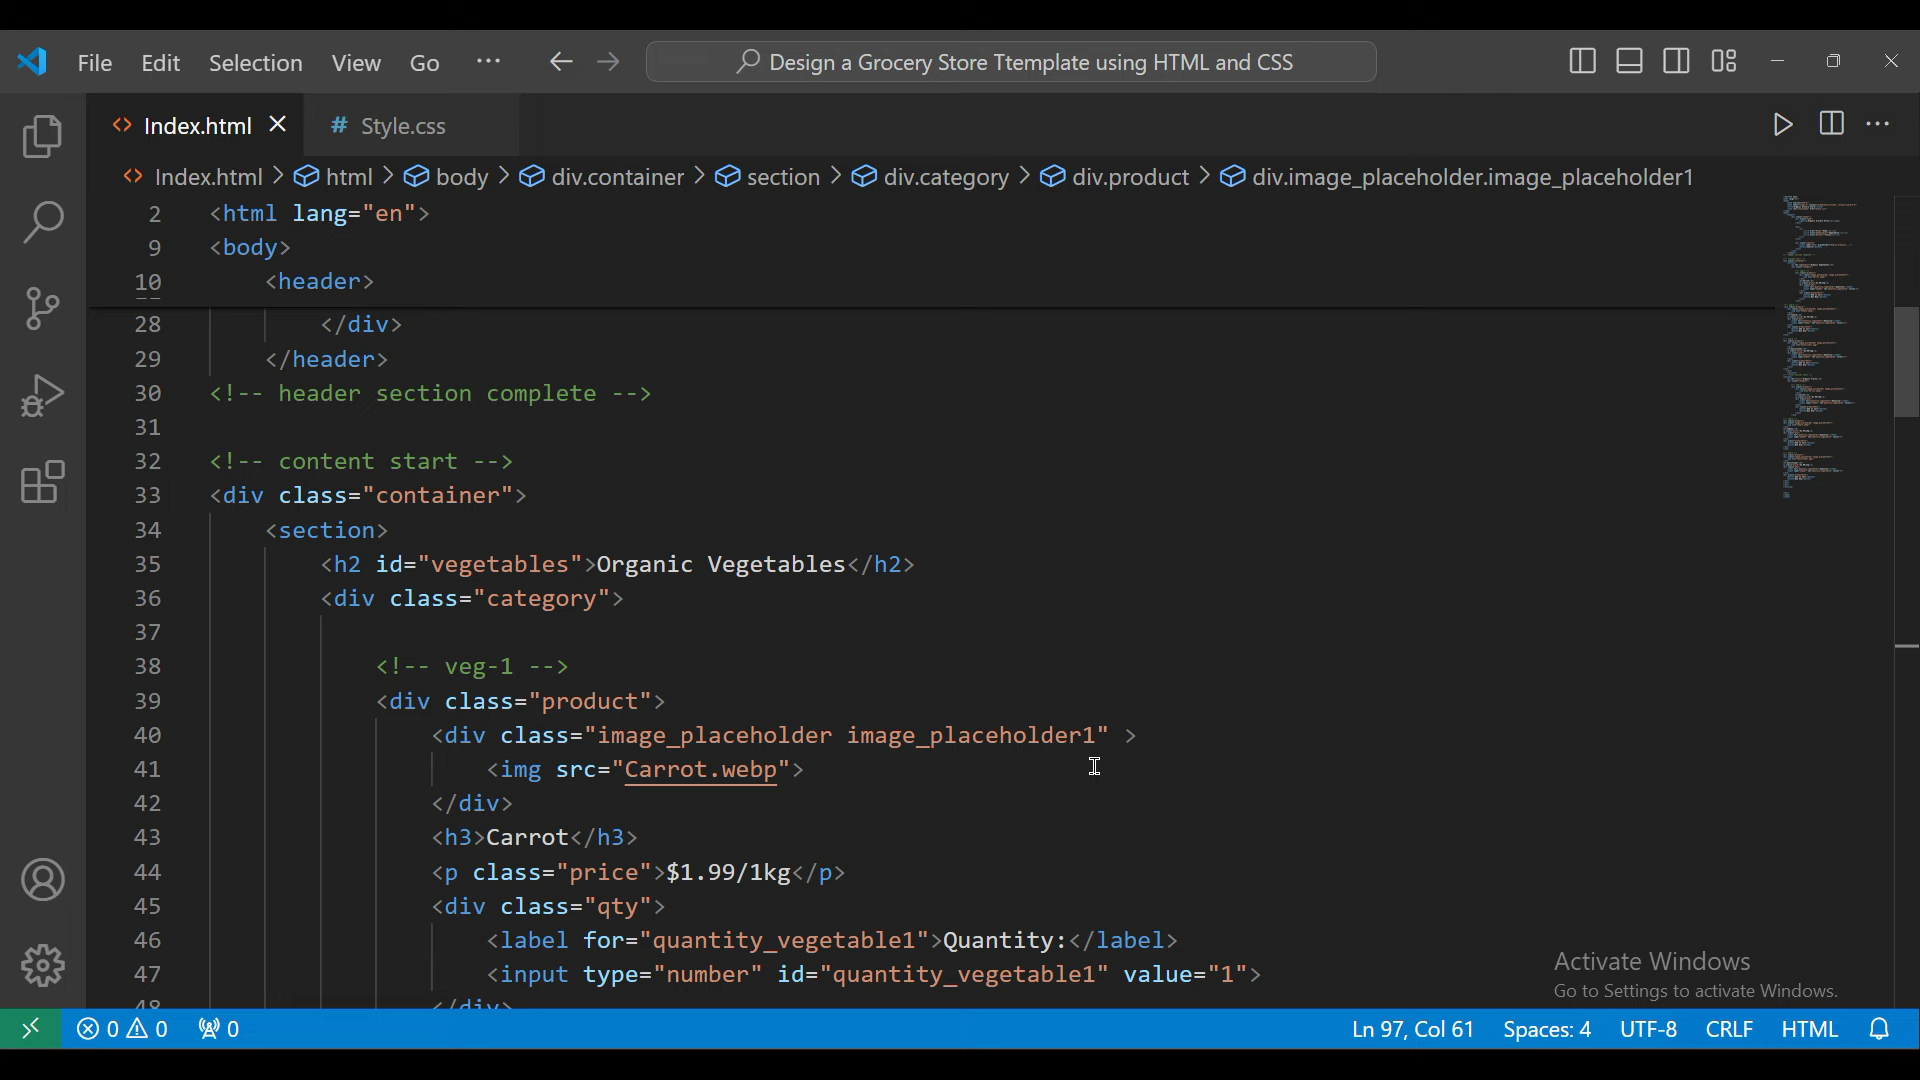 File Edit Selection View Go ··· Design a Grocery Store Ttemplate using HTML and CSS
<> Index.html # Style.css
<> Index.html > html > body > div.container > section > div.category > div.product > div.image_placeholder.image_placeholder1
2 <html lang="en">
9 <body>
10 <header>
28 </div>
29 </header>
30 <!-- header section complete -->
31
32 <!-- content start -->
33 <div class="container">
34 <section>
35 <h2 id="vegetables">Organic Vegetables</h2>
36 <div class="category">
37
38 <!-- veg-1 -->
39 <div class="product">
40 <div class="image_placeholder image_placeholder1" >
41 <img src="Carrot.webp">
42 </div>
43 <h3>Carrot</h3>
44 <p class="price">$1.99/1kg</p>
45 <div class="qty">
46 <label for="quantity_vegetable1">Quantity:</label>
47 <input type="number" id="quantity_vegetable1" value="1">
48 </div>
Activate Windows
Go to Settings to activate Windows.
0 0 0 Ln 97, Col 61 Spaces: 4 UTF-8 CRLF HTML